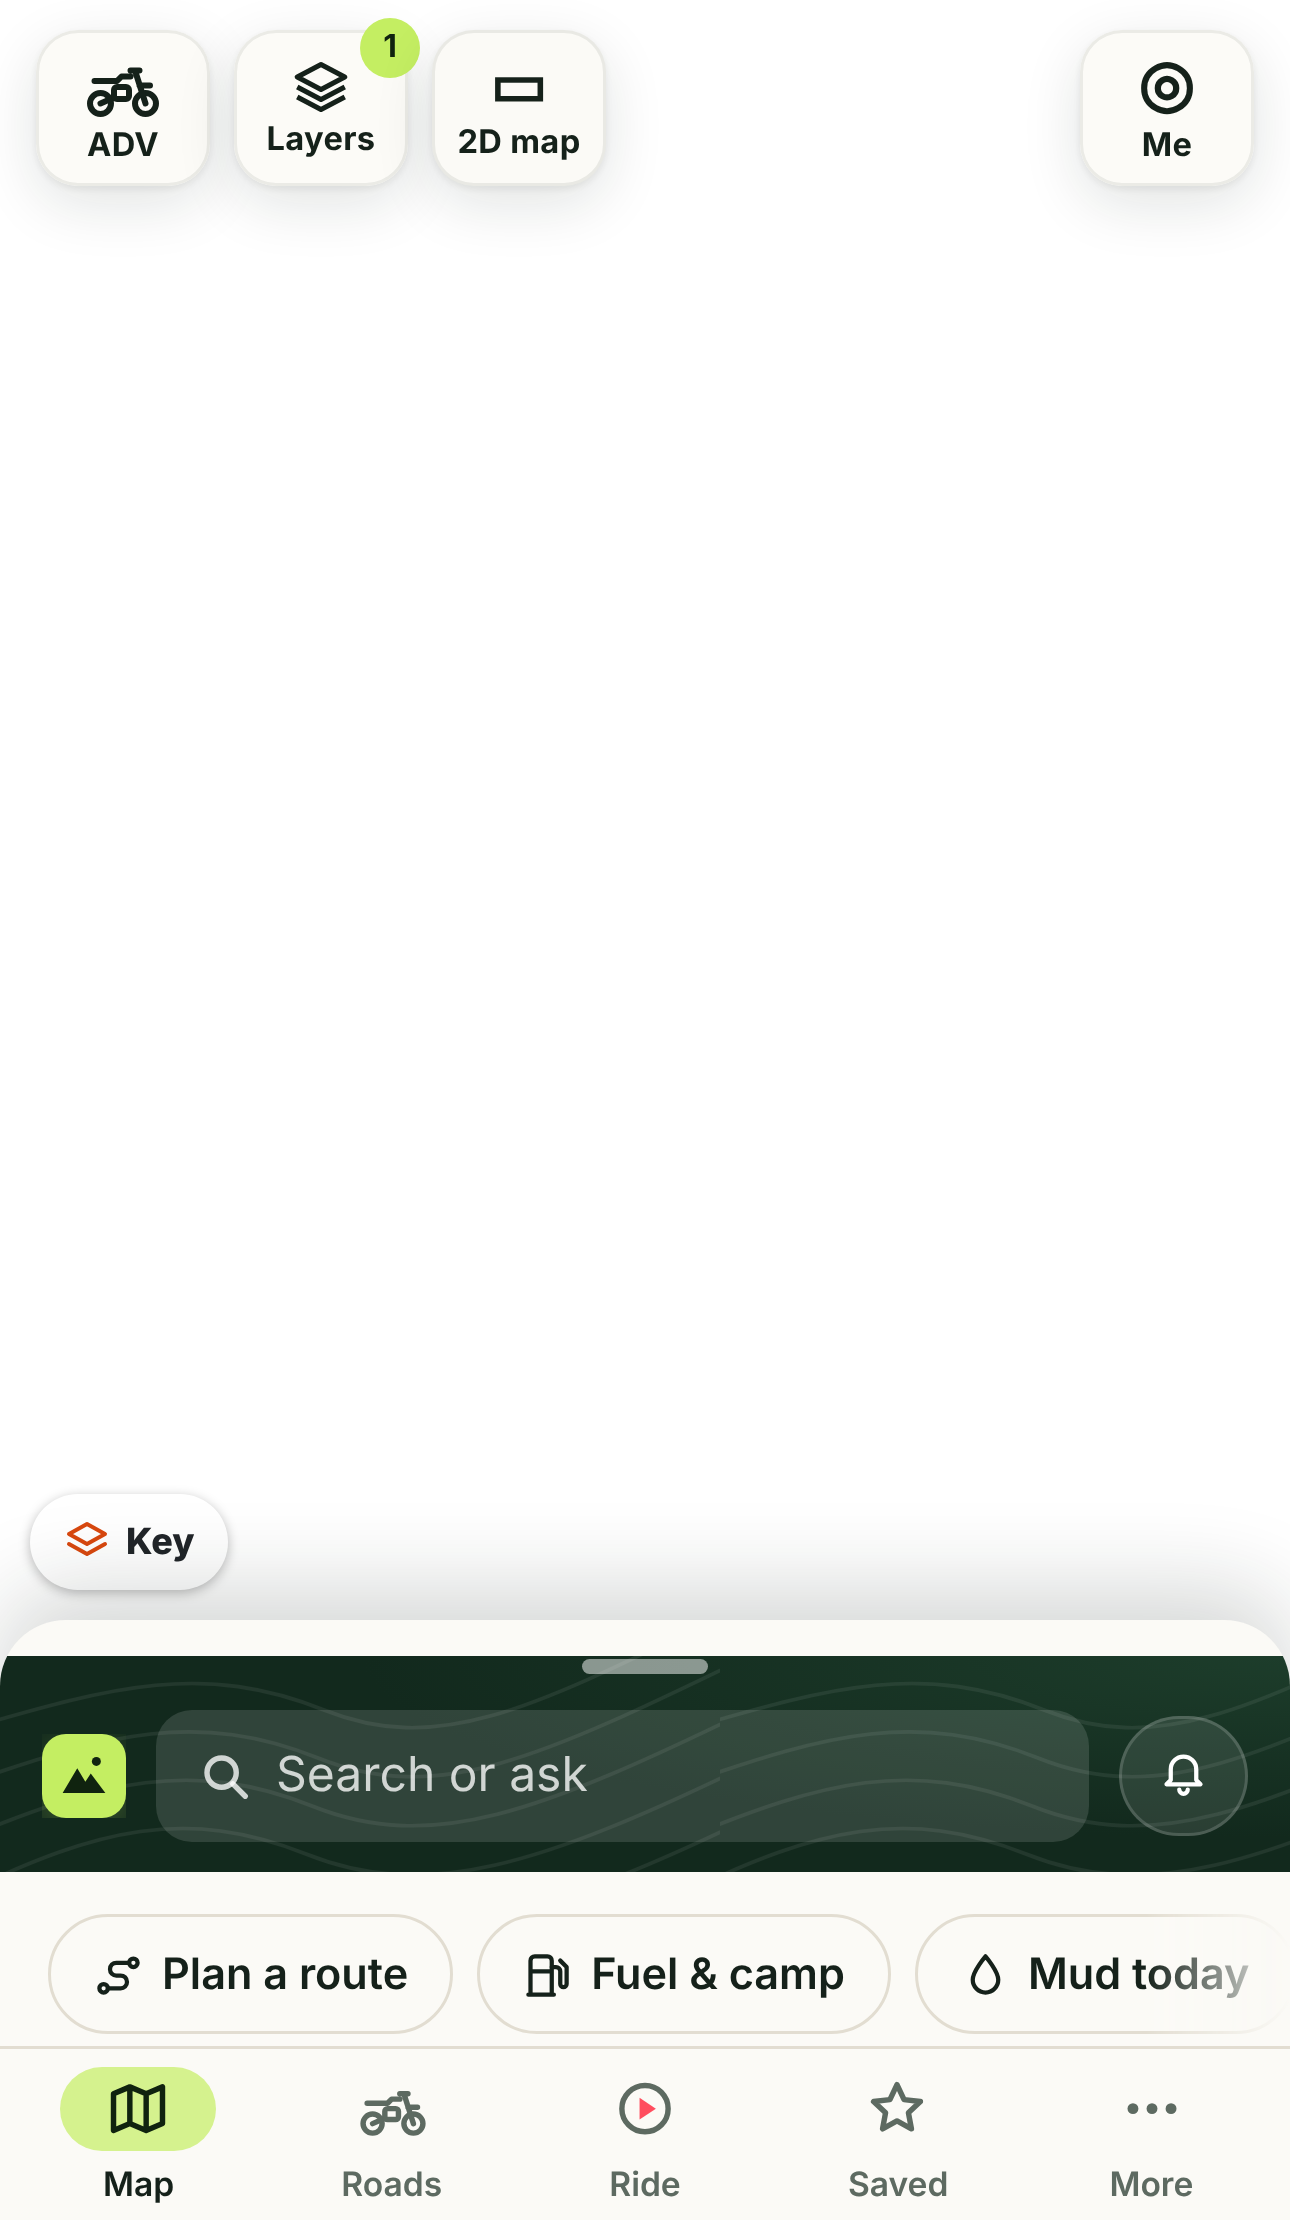 ADV
Layers
1
2D map
Me
Key
Search or ask
Plan a route
Fuel & camp
Mud today
Map
Roads
Ride
Saved
More